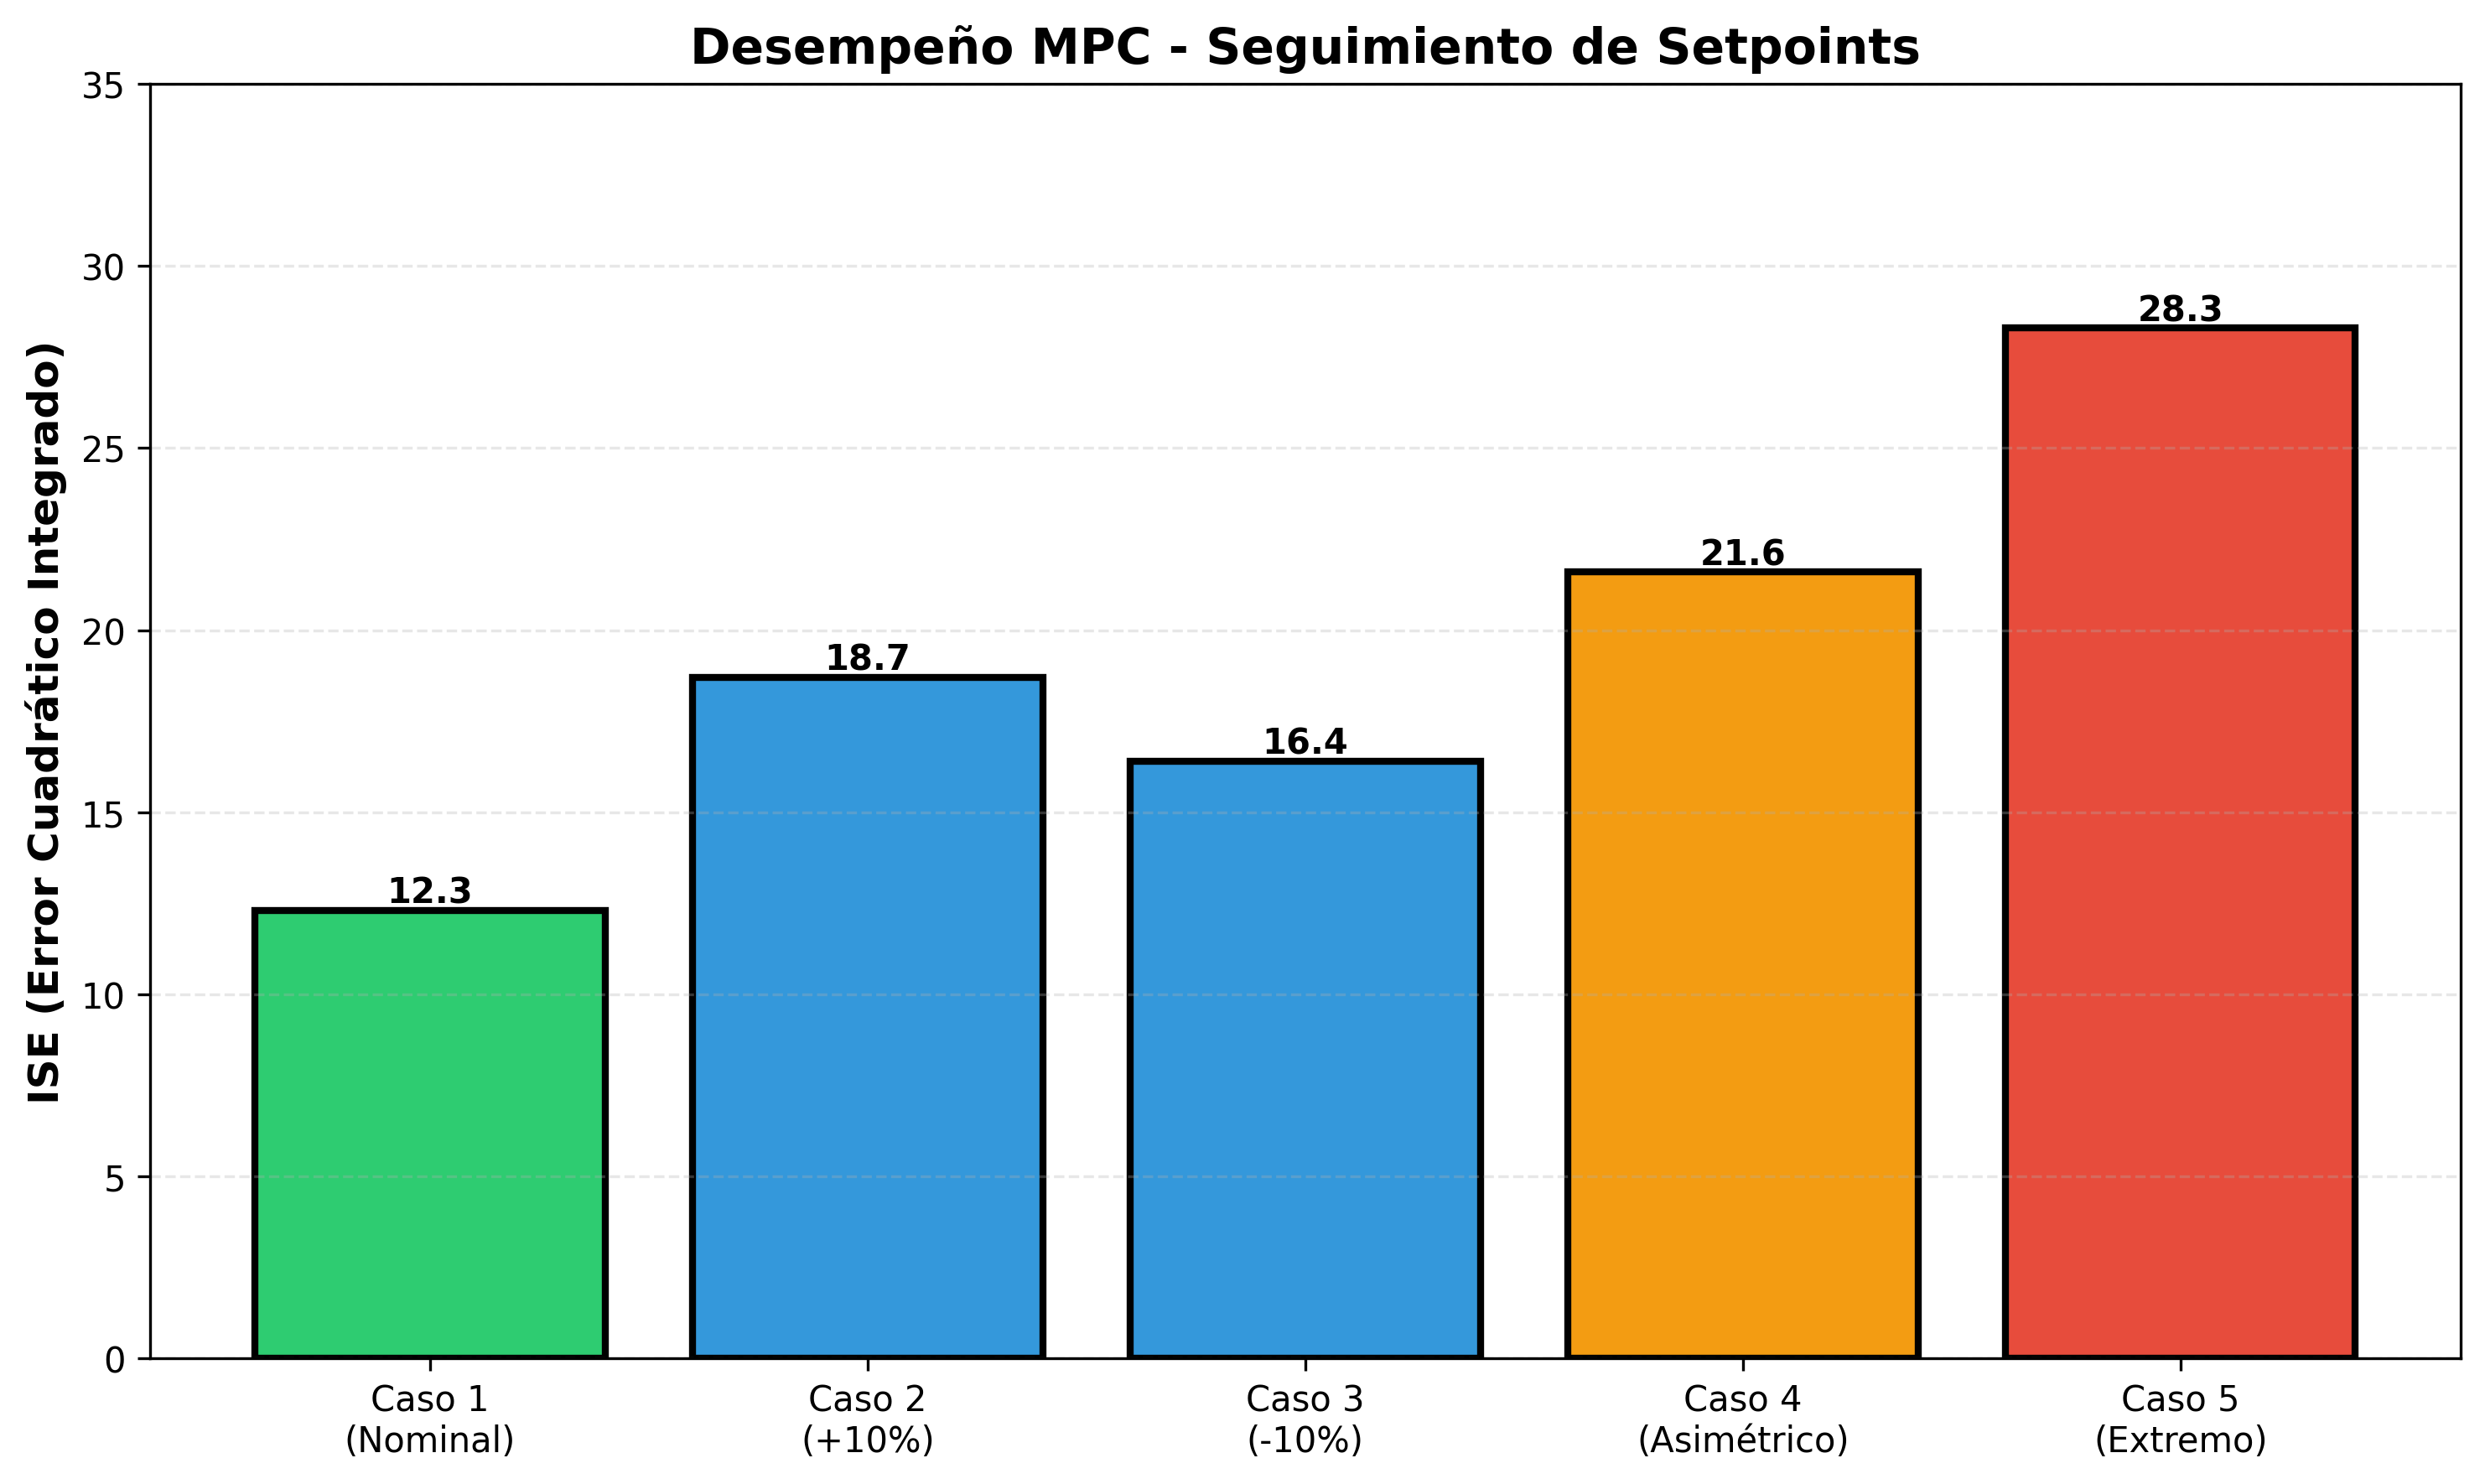 Desempeño MPC - Seguimiento de Setpoints
ISE (Error Cuadrático Integrado)
35
30
25
20
15
10
5
0
12.3
18.7
16.4
21.6
28.3
Caso 1
(Nominal)
Caso 2
(+10%)
Caso 3
(-10%)
Caso 4
(Asimétrico)
Caso 5
(Extremo)